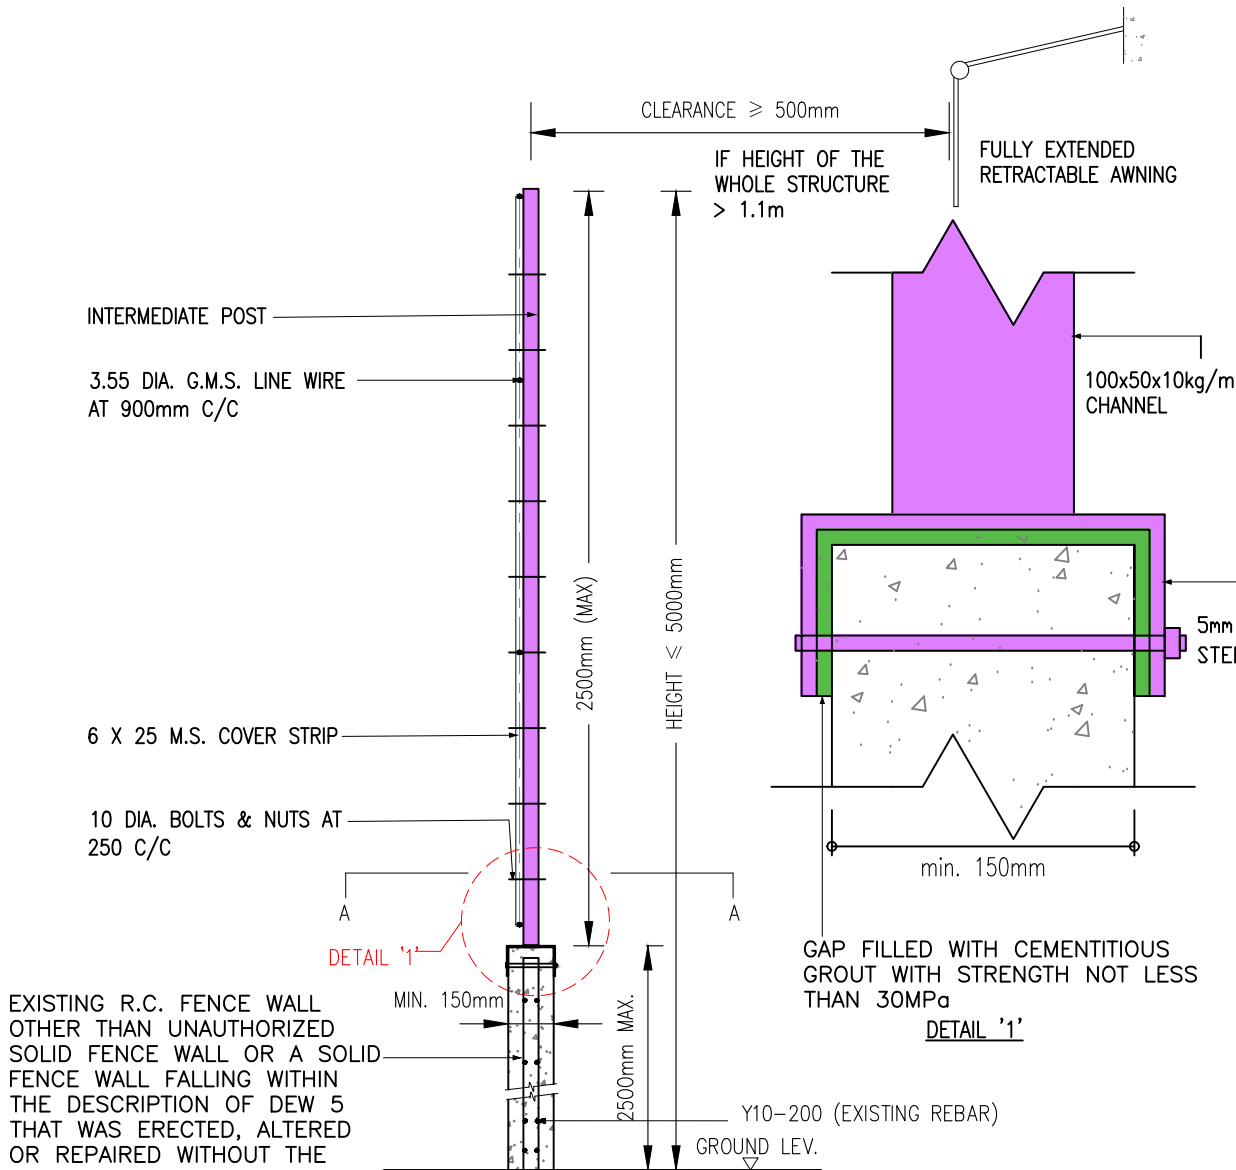 CLEARANCE ≥ 500mm
IF HEIGHT OF THE
WHOLE STRUCTURE
> 1.1m
FULLY EXTENDED
RETRACTABLE AWNING
INTERMEDIATE POST
3.55 DIA. G.M.S. LINE WIRE
AT 900mm C/C
100x50x10kg/m
CHANNEL
2500mm (MAX)
HEIGHT ≤ 5000mm
5mm
6 X 25 M.S. COVER STRIP
10 DIA. BOLTS & NUTS AT
250 C/C
min. 150mm
A
A
DETAIL '1'
GAP FILLED WITH CEMENTITIOUS
GROUT WITH STRENGTH NOT LESS
THAN 30MPa
DETAIL '1'
MIN. 150mm
2500mm MAX.
EXISTING R.C. FENCE WALL
OTHER THAN UNAUTHORIZED
SOLID FENCE WALL OR A SOLID
FENCE WALL FALLING WITHIN
THE DESCRIPTION OF DEW 5
THAT WAS ERECTED, ALTERED
OR REPAIRED WITHOUT THE
Y10-200 (EXISTING REBAR)
GROUND LEV.